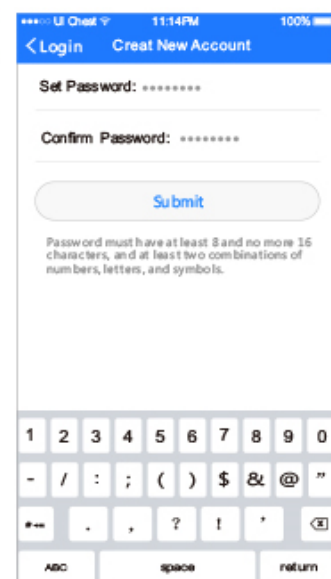 UI Chest 11:14PM 100%
Login Creat New Account
Set Password: ********
Confirm Password: ********
Submit
Password must have at least 8 and no more 16
characters, and at least two combinations of
numbers, letters, and symbols.
1 2 3 4 5 6 7 8 9 0
- / : ; ( ) $ & @ "
. , ? ! '
ABC space return